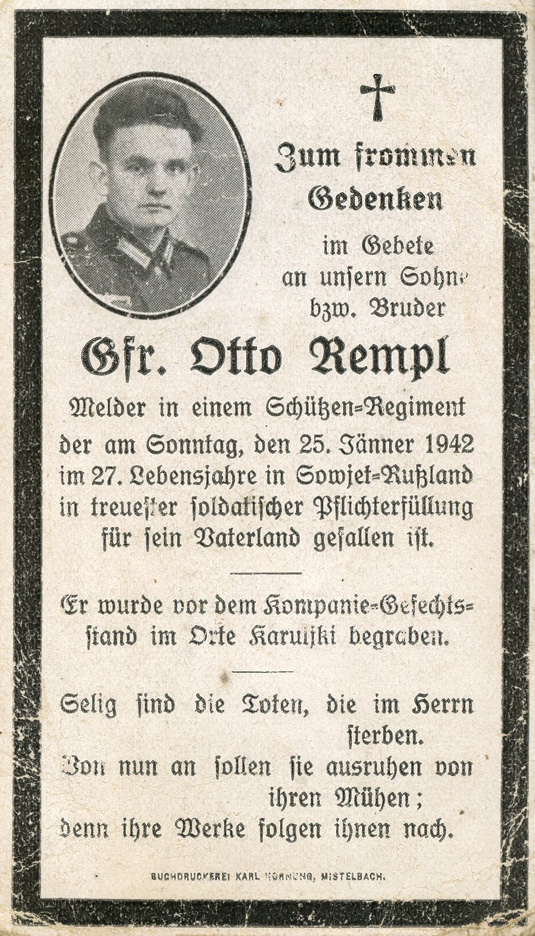 Zum frommen
Gedenken
im Gebete
an unsern Sohne
bzw. Bruder
Gfr. Otto Rempl
Melder in einem Schützen-Regiment
der am Sonntag, den 25. Jänner 1942
im 27. Lebensjahre in Sowjet-Rußland
in treuester soldatischer Pflichterfüllung
für sein Vaterland gefallen ist.
Er wurde vor dem Kompanie-Gefechts-
stand im Orte begraben.
Selig sind die Toten, die im Herrn
sterben.
Von nun an sollen sie ausruhen von
ihren Mühen;
denn ihre Werke folgen ihnen nach.
BUCHDRUCKEREI KARL HORNUNG, MISTELBACH.